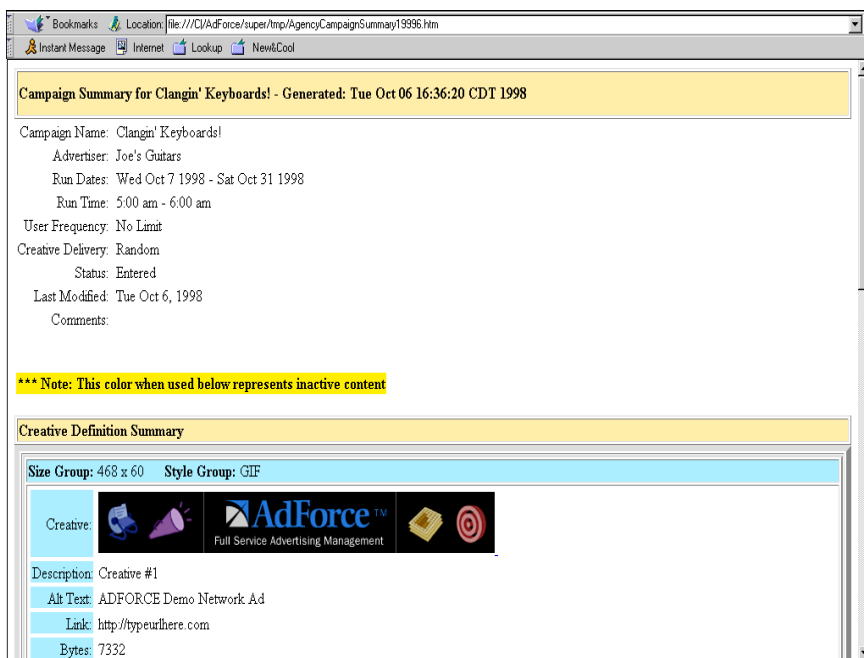 Bookmarks Location: file:///C|/AdForce/super/tmp/AgencyCampaignSummary19996.htm
Instant Message Internet Lookup New&Cool
Campaign Summary for Clangin' Keyboards! - Generated: Tue Oct 06 16:36:20 CDT 1998
Campaign Name: Clangin' Keyboards!
Advertiser: Joe's Guitars
Run Dates: Wed Oct 7 1998 - Sat Oct 31 1998
Run Time: 5:00 am - 6:00 am
User Frequency: No Limit
Creative Delivery: Random
Status: Entered
Last Modified: Tue Oct 6, 1998
Comments:
*** Note: This color when used below represents inactive content
Creative Definition Summary
Size Group: 468 x 60 Style Group: GIF
Creative: AdForce TM
Full Service Advertising Management
Description: Creative #1
Alt Text: ADFORCE Demo Network Ad
Link: http://typeurlhere.com
Bytes: 7332